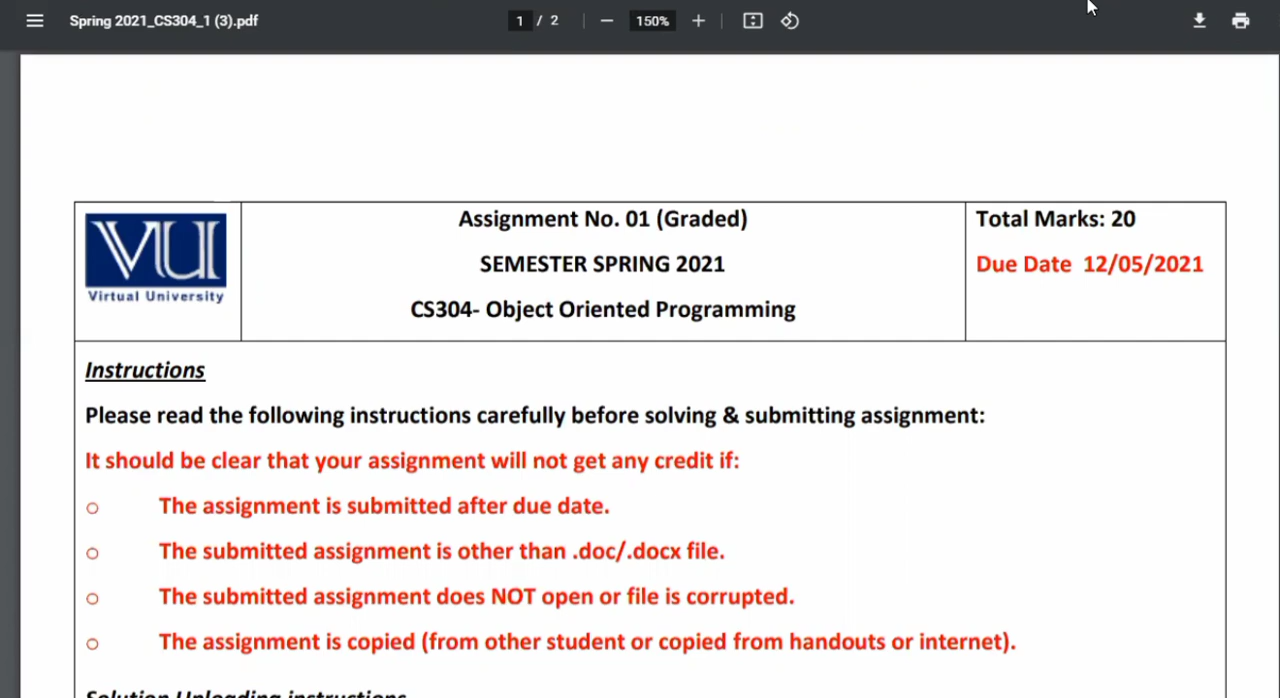 Spring 2021_CS304_1 (3).pdf
1 / 2
150%
VU
Virtual University
Assignment No. 01 (Graded)
SEMESTER SPRING 2021
CS304- Object Oriented Programming
Total Marks: 20
Due Date 12/05/2021
Instructions
Please read the following instructions carefully before solving & submitting assignment:
It should be clear that your assignment will not get any credit if:
o The assignment is submitted after due date.
o The submitted assignment is other than .doc/.docx file.
o The submitted assignment does NOT open or file is corrupted.
o The assignment is copied (from other student or copied from handouts or internet).
Solution Uploading instructions